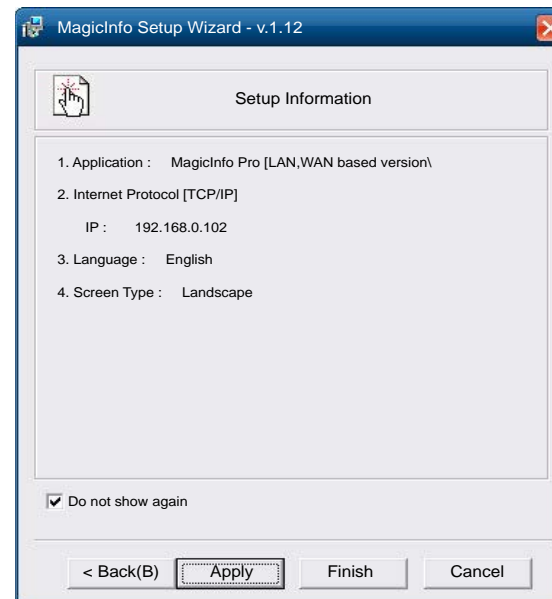 MagicInfo Setup Wizard - v.1.12
Setup Information
1. Application : MagicInfo Pro [LAN,WAN based version\
2. Internet Protocol [TCP/IP]
IP : 192.168.0.102
3. Language : English
4. Screen Type : Landscape
Do not show again
< Back(B) Apply Finish Cancel